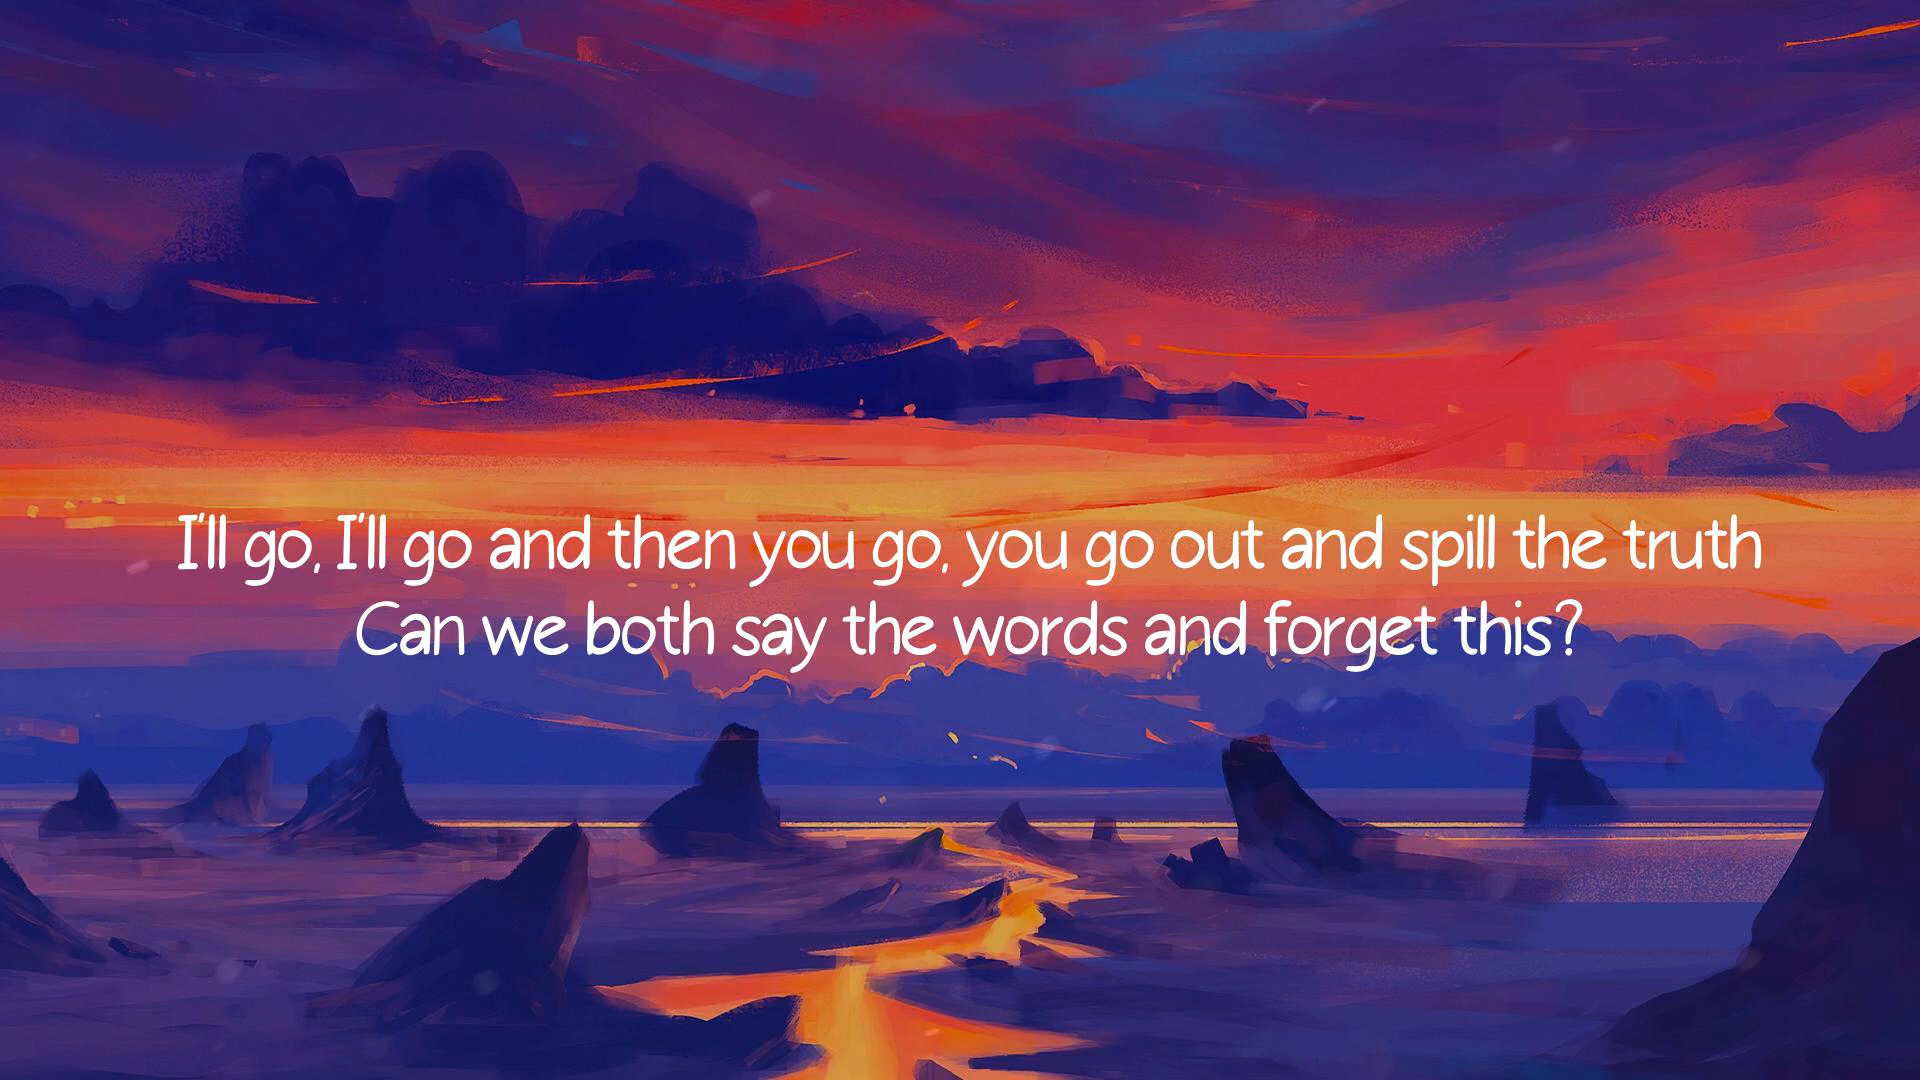 I'll go, I'll go and then you go, you go out and spill the truth
Can we both say the words and forget this?